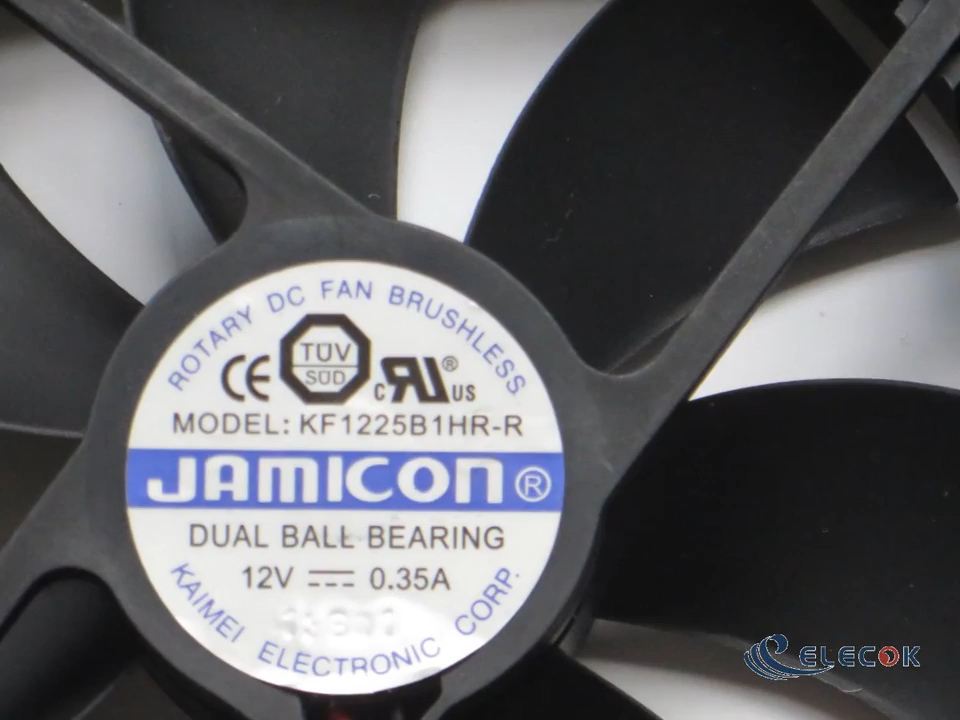 ROTARY DC FAN BRUSHLESS
CE
TÜV
SÜD
C RU® US
MODEL: KF1225B1HR-R
JAMICON®
DUAL BALL BEARING
12V ⎓ 0.35A
KAIMEI ELECTRONIC CORP.
ELECOK